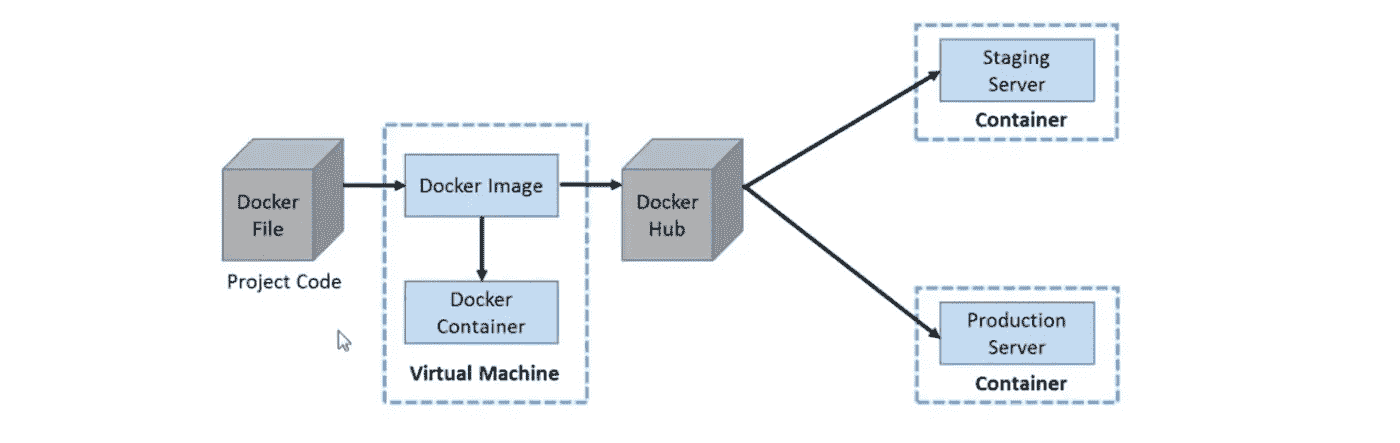 Docker
File
Project Code
Docker Image
Docker
Container
Virtual Machine
Docker
Hub
Staging
Server
Container
Production
Server
Container